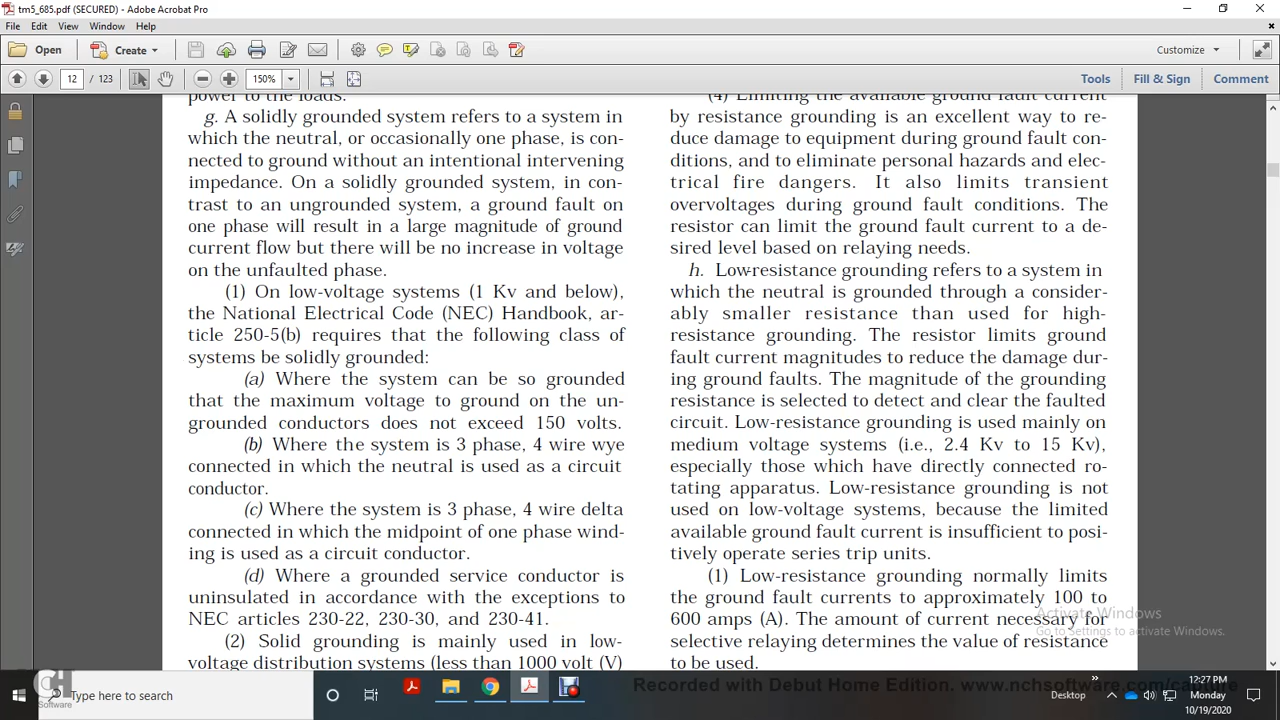 tm5_685.pdf (SECURED) - Adobe Acrobat Pro
File Edit View Window Help
Open Create Customize
12 / 123 150% Tools Fill & Sign Comment
power to the loads.
g. A solidly grounded system refers to a system in
which the neutral, or occasionally one phase, is con-
nected to ground without an intentional intervening
impedance. On a solidly grounded system, in con-
trast to an ungrounded system, a ground fault on
one phase will result in a large magnitude of ground
current flow but there will be no increase in voltage
on the unfaulted phase.
(1) On low-voltage systems (1 Kv and below),
the National Electrical Code (NEC) Handbook, ar-
ticle 250-5(b) requires that the following class of
systems be solidly grounded:
(a) Where the system can be so grounded
that the maximum voltage to ground on the un-
grounded conductors does not exceed 150 volts.
(b) Where the system is 3 phase, 4 wire wye
connected in which the neutral is used as a circuit
conductor.
(c) Where the system is 3 phase, 4 wire delta
connected in which the midpoint of one phase wind-
ing is used as a circuit conductor.
(d) Where a grounded service conductor is
uninsulated in accordance with the exceptions to
NEC articles 230-22, 230-30, and 230-41.
(2) Solid grounding is mainly used in low-
voltage distribution systems (less than 1000 volt (V)
(4) Limiting the available ground fault current
by resistance grounding is an excellent way to re-
duce damage to equipment during ground fault con-
ditions, and to eliminate personal hazards and elec-
trical fire dangers. It also limits transient
overvoltages during ground fault conditions. The
resistor can limit the ground fault current to a de-
sired level based on relaying needs.
h. Low-resistance grounding refers to a system in
which the neutral is grounded through a consider-
ably smaller resistance than used for high-
resistance grounding. The resistor limits ground
fault current magnitudes to reduce the damage dur-
ing ground faults. The magnitude of the grounding
resistance is selected to detect and clear the faulted
circuit. Low-resistance grounding is used mainly on
medium voltage systems (i.e., 2.4 Kv to 15 Kv),
especially those which have directly connected ro-
tating apparatus. Low-resistance grounding is not
used on low-voltage systems, because the limited
available ground fault current is insufficient to posi-
tively operate series trip units.
(1) Low-resistance grounding normally limits
the ground fault currents to approximately 100 to
600 amps (A). The amount of current necessary for
selective relaying determines the value of resistance
to be used.
Activate Windows
Go to Settings to activate Windows.
CH
Software
Type here to search
Recorded with Debut Home Edition. www.nchsoftware.com/capture
Desktop
12:27 PM
Monday
10/19/2020